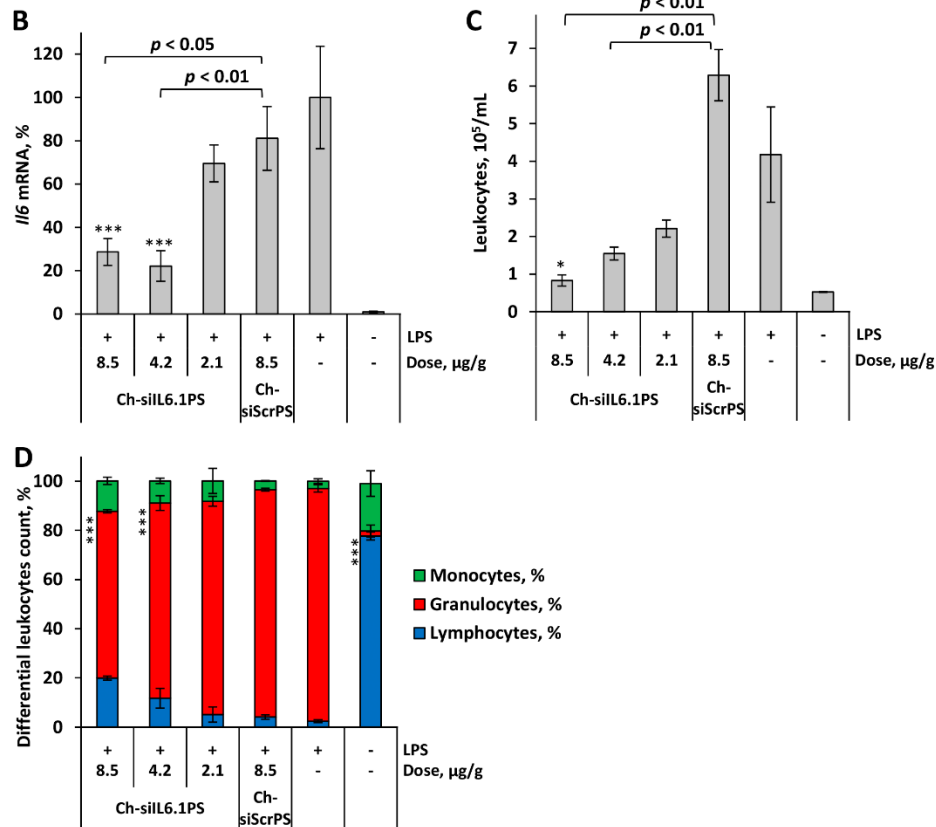 B
Il6 mRNA, %
120
100
80
60
40
20
0
p < 0.05
p < 0.01
***
***
+ + + + + - LPS
8.5 4.2 2.1 8.5 - - Dose, µg/g
Ch-siIL6.1PS
Ch-
siScrPS
C
Leukocytes, 10⁵/mL
7
6
5
4
3
2
1
0
p < 0.01
p < 0.01
*
+ + + + + - LPS
8.5 4.2 2.1 8.5 - - Dose, µg/g
Ch-siIL6.1PS
Ch-
siScrPS
D
Differential leukocytes count, %
100
80
60
40
20
0
***
***
***
Monocytes, %
Granulocytes, %
Lymphocytes, %
+ + + + + - LPS
8.5 4.2 2.1 8.5 - - Dose, µg/g
Ch-siIL6.1PS
Ch-
siScrPS